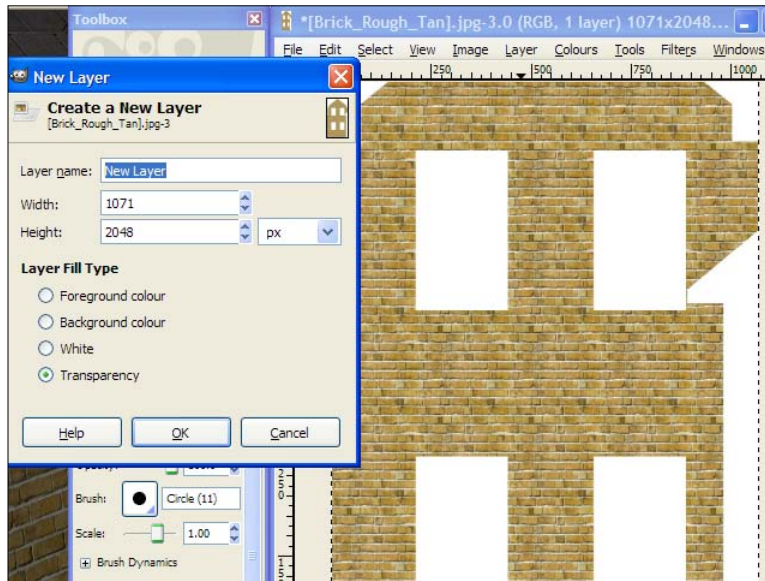 Toolbox
*[Brick_Rough_Tan].jpg-3.0 (RGB, 1 layer) 1071x2048...
File Edit Select View Image Layer Colours Tools Filters Windows
250 500 750 1000
New Layer
Create a New Layer
[Brick_Rough_Tan].jpg-3
Layer name: New Layer
Width: 1071
Height: 2048 px
Layer Fill Type
Foreground colour
Background colour
White
Transparency
Help OK Cancel
Brush: Circle (11)
Scale: 1.00
Brush Dynamics